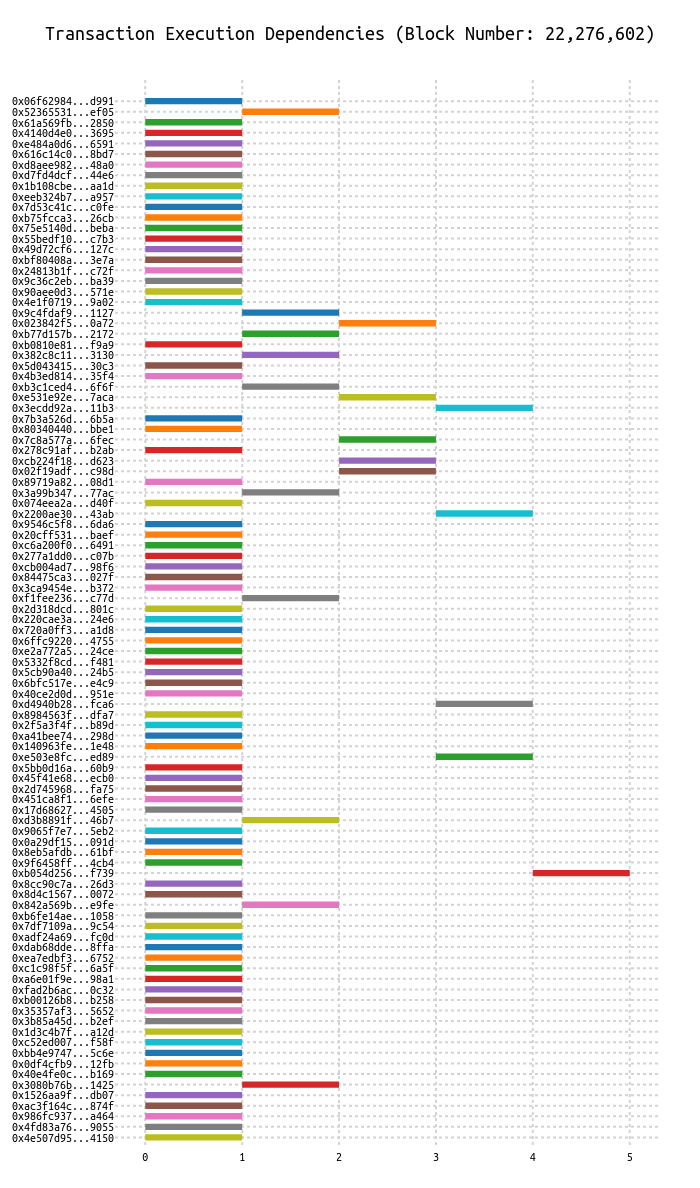 Transaction Execution Dependencies (Block Number: 22,276,602)
0x06f62984...d991
0x52365531...ef05
0x61a569fb...2850
0x4140d4e0...3695
0xe484a0d6...6591
0x616c14c0...8bd7
0xd8aee982...48a0
0xd7fd4dcf...44e6
0x1b108cbe...aa1d
0xeeb324b7...a957
0x7d53c41c...c0fe
0xb75fcca3...26cb
0x75e5140d...beba
0x55bedf10...c7b3
0x49d72cf6...127c
0xbf80408a...3e7a
0x24813b1f...c72f
0x9c36c2eb...ba39
0x90aee0d3...571e
0x4e1f0719...9a02
0x9c4fdaf9...1127
0x023842f5...0a72
0xb77d157b...2172
0xb0810e81...f9a9
0x382c8c11...3130
0x5d043415...30c3
0x4b3ed814...35f4
0xb3c1ced4...6f6f
0xe531e92e...7aca
0x3ecdd92a...11b3
0x7b3a526d...6b5a
0x80340440...bbe1
0x7c8a577a...6fec
0x278c91af...b2ab
0xcb224f18...d623
0x02f19adf...c98d
0x89719a82...08d1
0x3a99b347...77ac
0x074eea2a...d40f
0x2200ae30...43ab
0x9546c5f8...6da6
0x20cff531...baef
0xc6a200f0...6491
0x277a1dd0...c07b
0xcb004ad7...98f6
0x84475ca3...027f
0x3ca9454e...b372
0xf1fee236...c77d
0x2d318dcd...801c
0x220cae3a...24e6
0x720a0ff3...a1d8
0x6ffc9220...4755
0xe2a772a5...24ce
0x5332f8cd...f481
0x5cb90a40...24b5
0x6bfc517e...e4c9
0x40ce2d0d...951e
0xd4940b28...fca6
0x8984563f...dfa7
0x2f5a3f4f...b89d
0xa41bee74...298d
0x140963fe...1e48
0xe503e8fc...ed89
0x5bb0d16a...60b9
0x45f41e68...ecb0
0x2d745968...fa75
0x451ca8f1...6efe
0x17d68627...4505
0xd3b8891f...46b7
0x9065f7e7...5eb2
0x0a29df15...091d
0x8eb5afdb...61bf
0x9f6458ff...4cb4
0xb054d256...f739
0x8cc90c7a...26d3
0x8d4c1567...0072
0x842a569b...e9fe
0xb6fe14ae...1058
0x7df7109a...9c54
0xadf24a69...fc0d
0xdab68dde...8ffa
0xea7edbf3...6752
0xc1c98f5f...6a5f
0xa6e01f9e...98a1
0xfad2b6ac...0c32
0xb00126b8...b258
0x35357af3...5652
0x3b85a45d...b2ef
0x1d3c4b7f...a12d
0xc52ed007...f58f
0xbb4e9747...5c6e
0x0df4cfb9...12fb
0x40e4fe0c...b169
0x3080b76b...1425
0x1526aa9f...db07
0xac3f164c...874f
0x986fc937...a464
0x4fd83a76...9055
0x4e507d95...4150
0 1 2 3 4 5